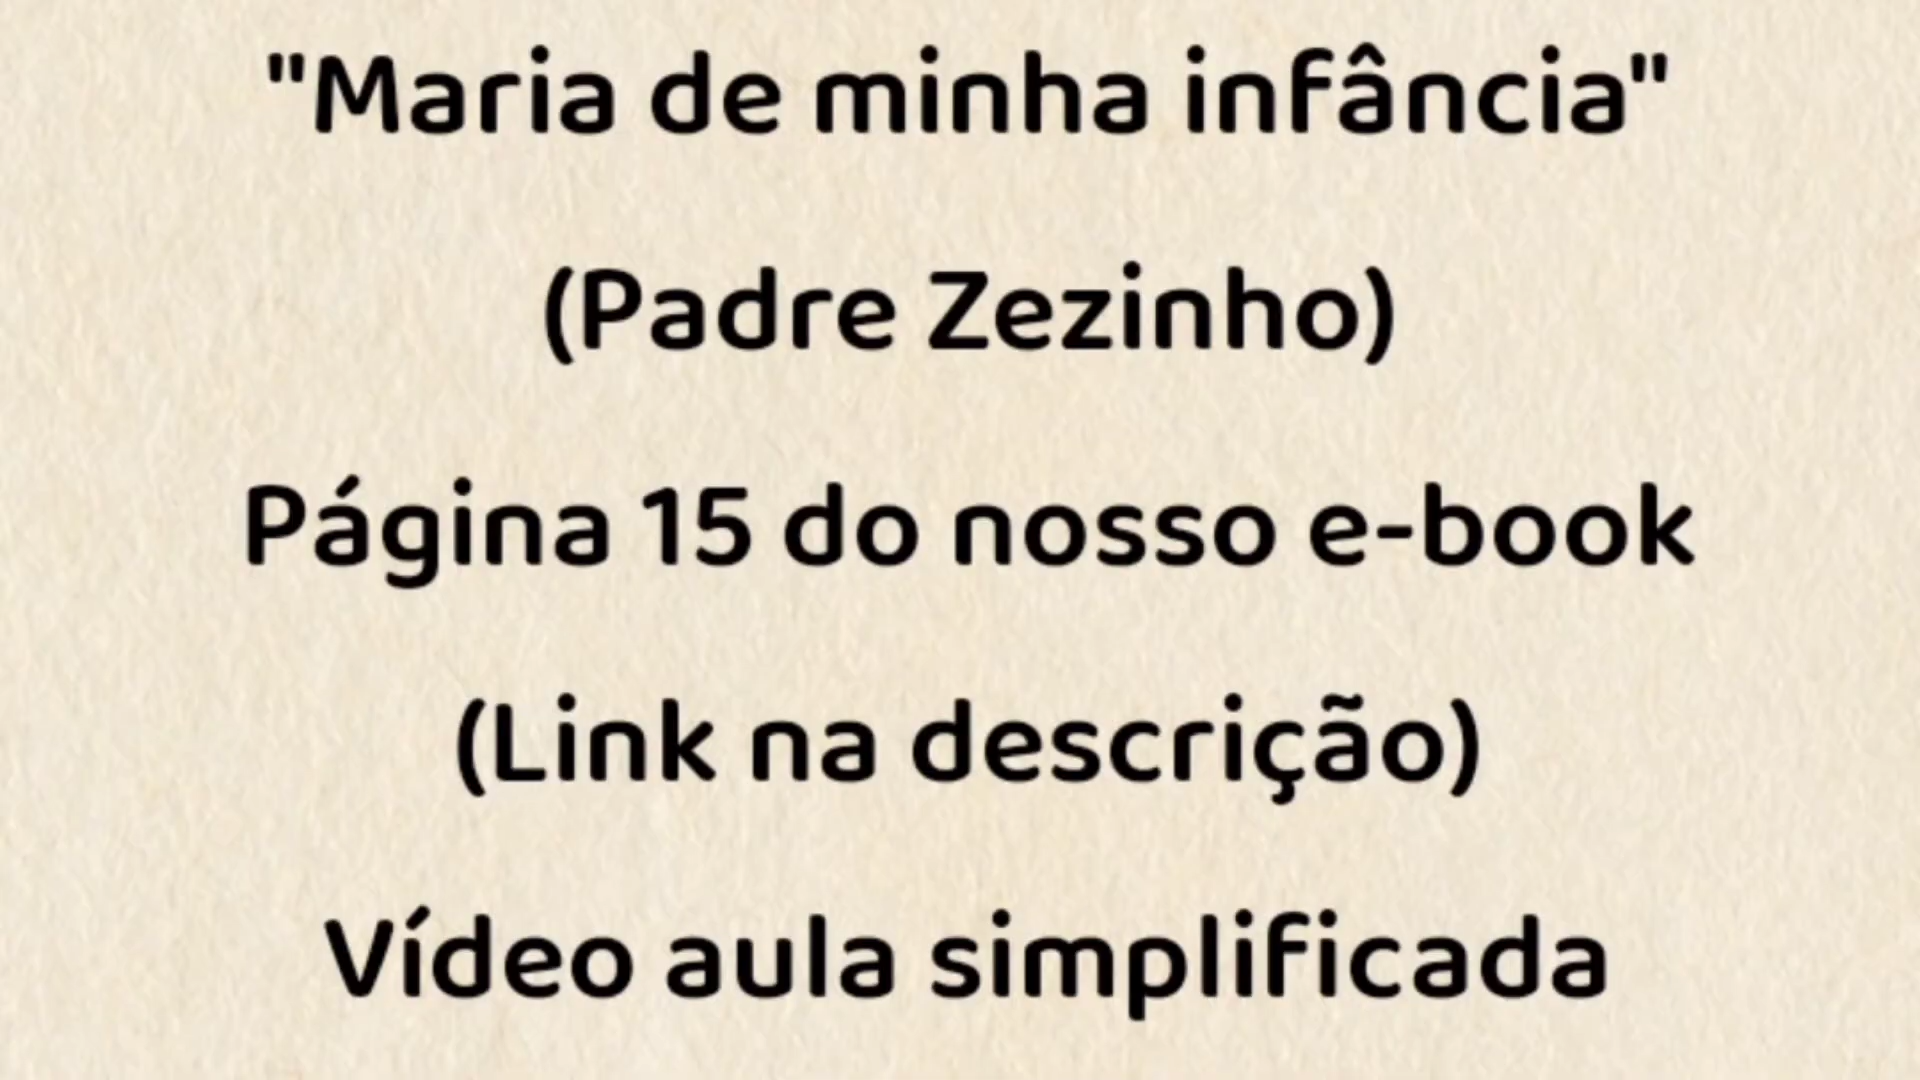 "Maria de minha infância"
(Padre Zezinho)
Página 15 do nosso e-book
(Link na descrição)
Vídeo aula simplificada